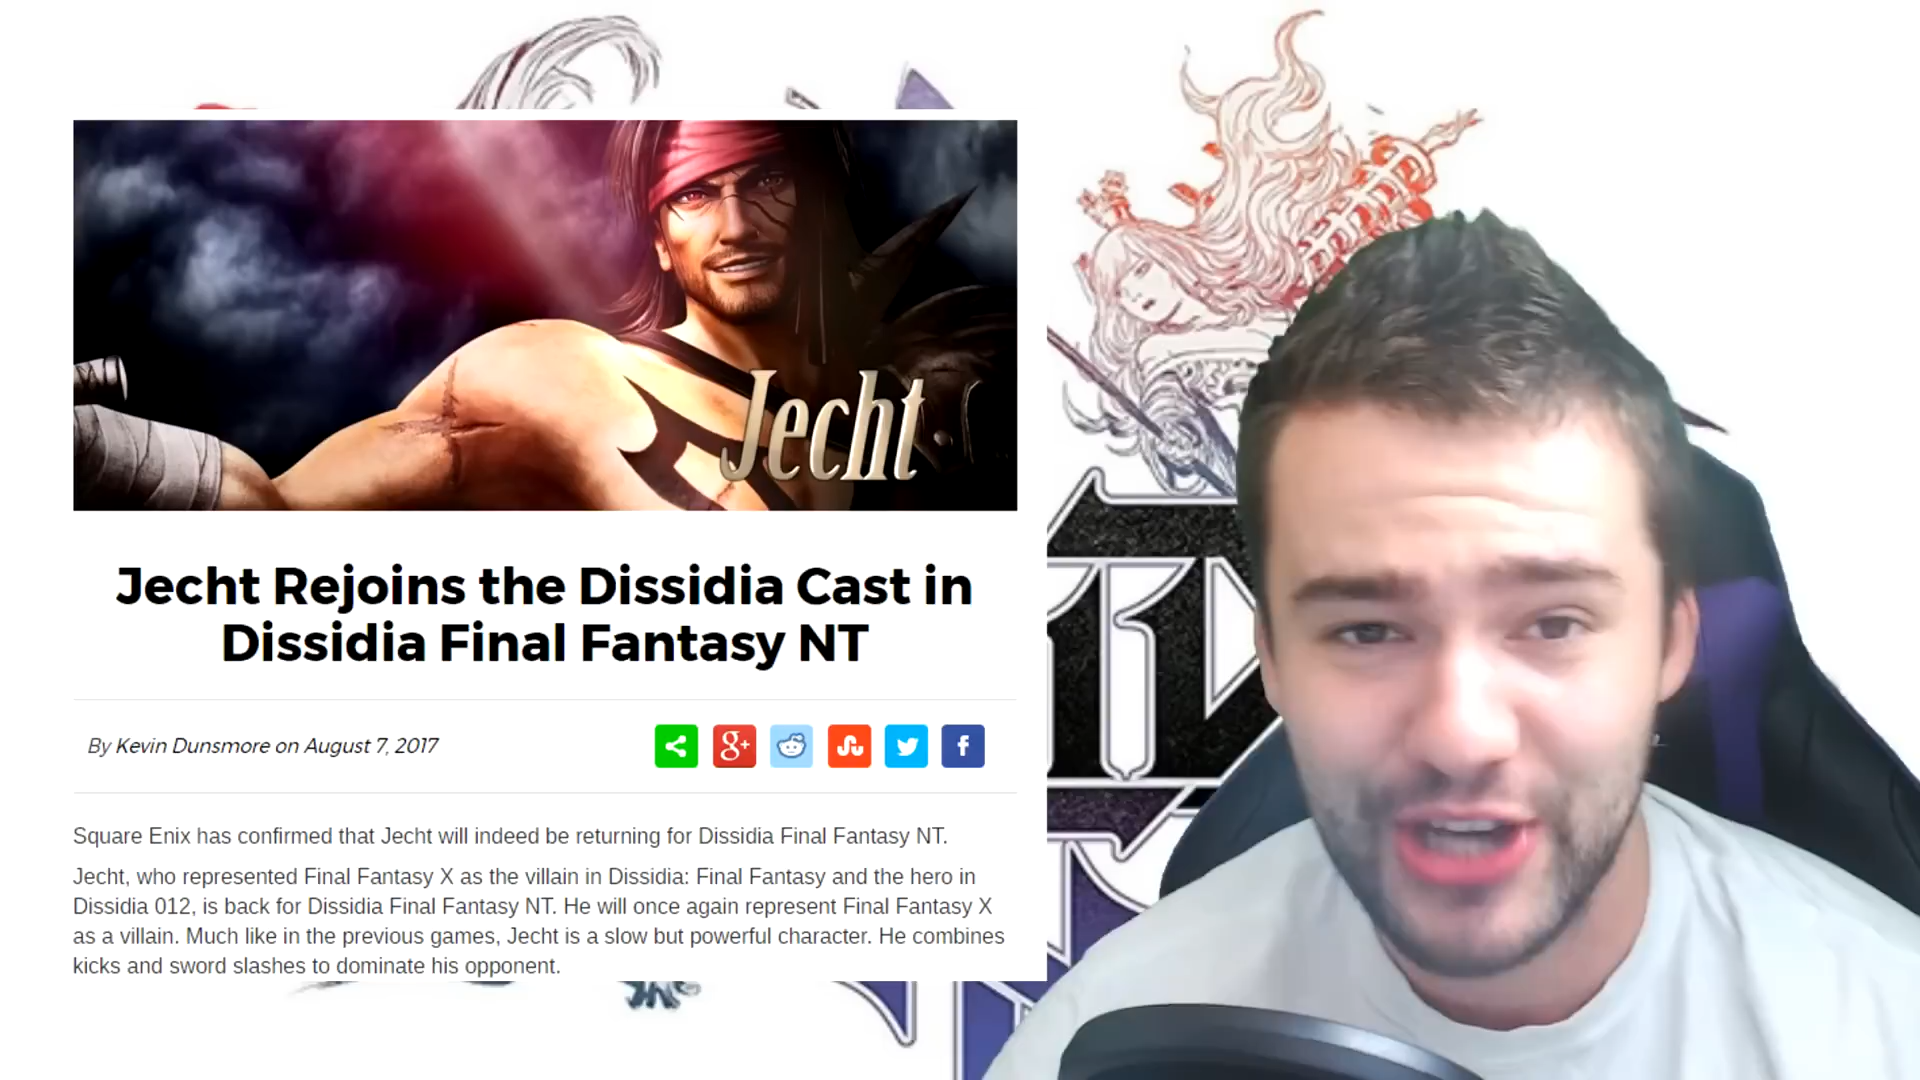 Jecht
Jecht Rejoins the Dissidia Cast in
Dissidia Final Fantasy NT
By Kevin Dunsmore on August 7, 2017
g+
f
Square Enix has confirmed that Jecht will indeed be returning for Dissidia Final Fantasy NT.
Jecht, who represented Final Fantasy X as the villain in Dissidia: Final Fantasy and the hero in
Dissidia 012, is back for Dissidia Final Fantasy NT. He will once again represent Final Fantasy X
as a villain. Much like in the previous games, Jecht is a slow but powerful character. He combines
kicks and sword slashes to dominate his opponent.